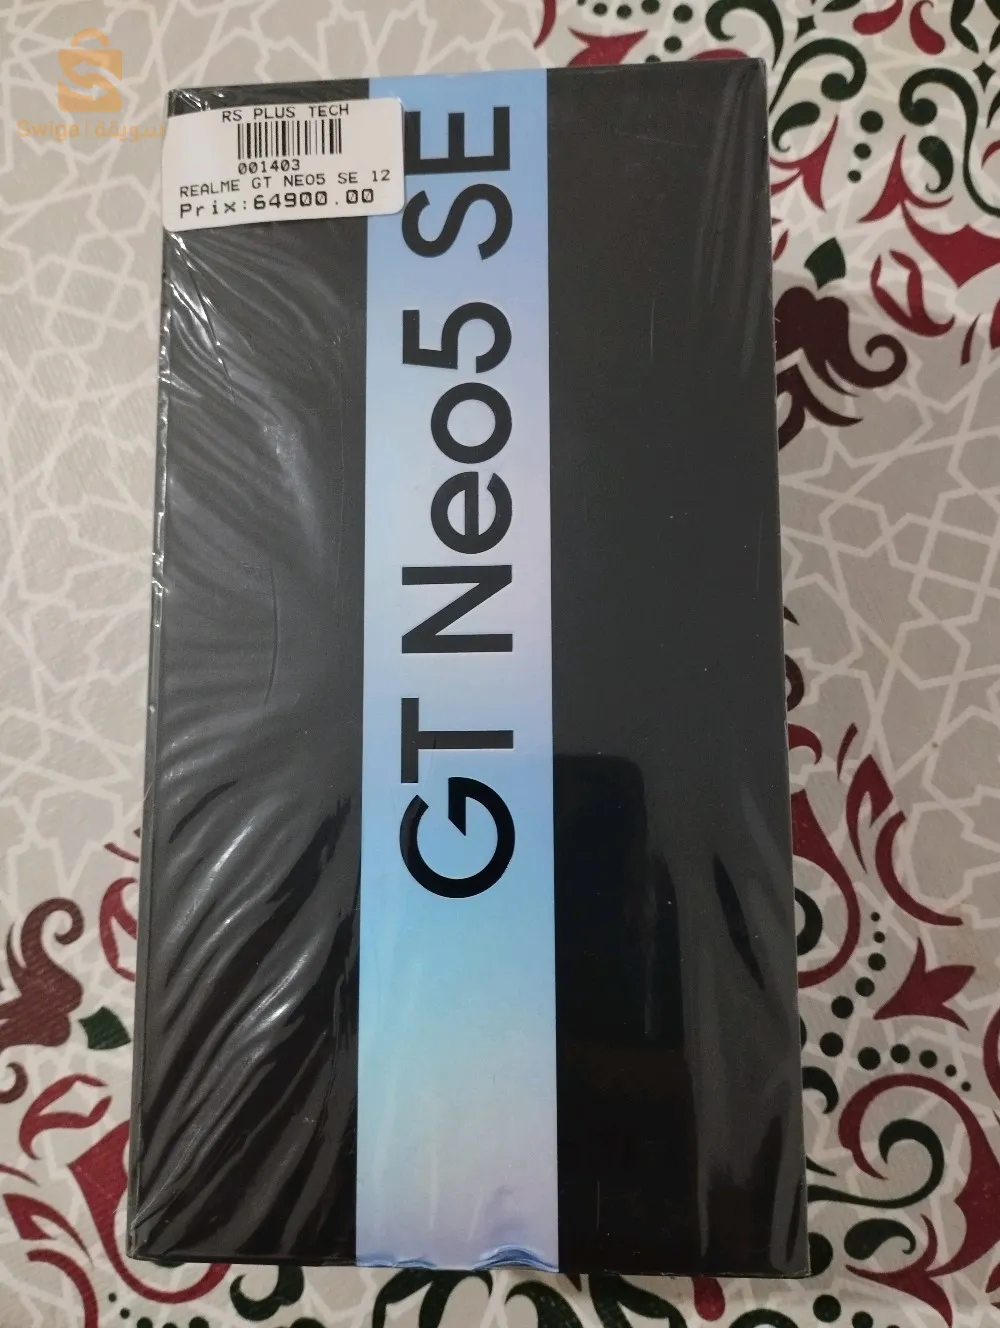 Swiga | سويقة
RS PLUS TECH
001403
REALME GT NEO5 SE 12
Prix:64900.00
GT Neo5 SE